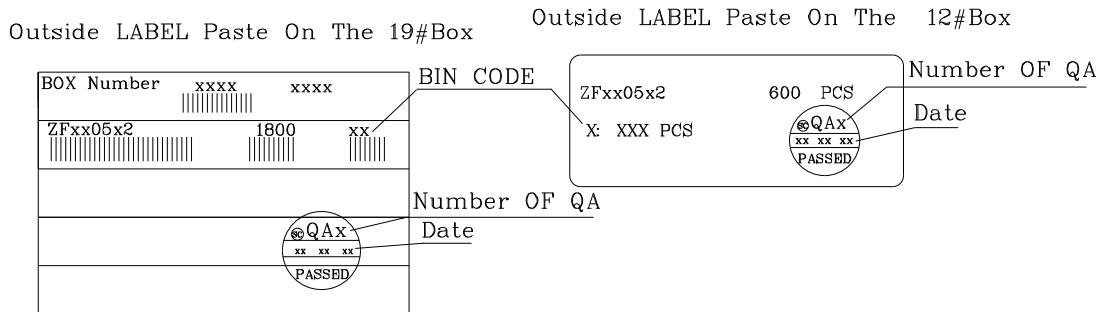 Outside LABEL Paste On The 19#Box
BOX Number xxxx xxxx
ZFxx05x2 1800 xx
BIN CODE
Number OF QA
Date
SC QAx
xx xx xx
PASSED
Outside LABEL Paste On The 12#Box
ZFxx05x2 600 PCS
X: XXX PCS
Number OF QA
Date
SC QAx
xx xx xx
PASSED